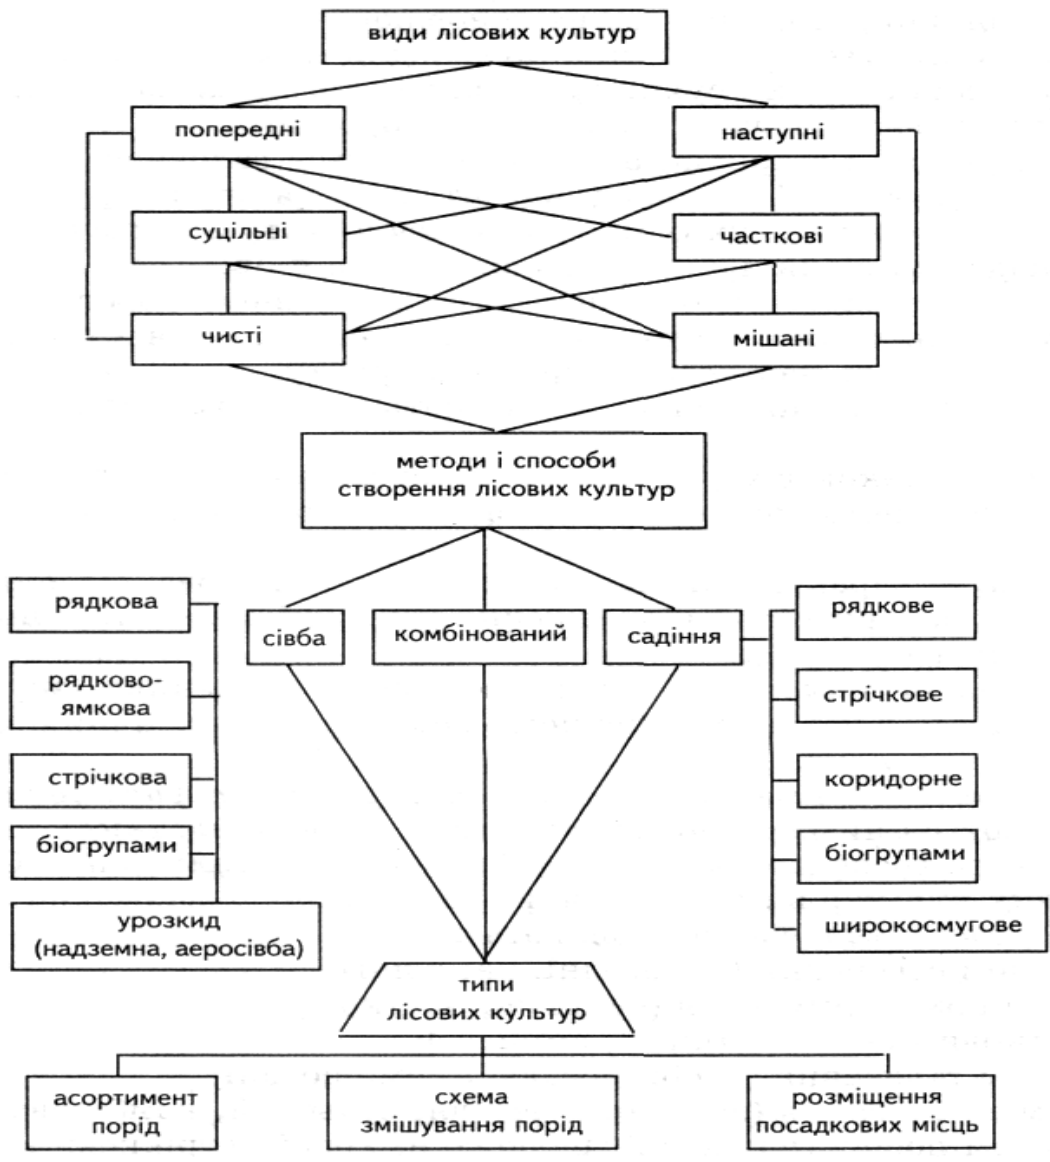 види лісових культур
попередні
наступні
суцільні
часткові
чисті
мішані
методи і способи
створення лісових культур
рядкова
рядково-
ямкова
стрічкова
біогрупами
урозкид
(надземна, аеросівба)
сівба
комбінований
садіння
рядкове
стрічкове
коридорне
біогрупами
широкосмугове
типи
лісових культур
асортимент
порід
схема
змішування порід
розміщення
посадкових місць